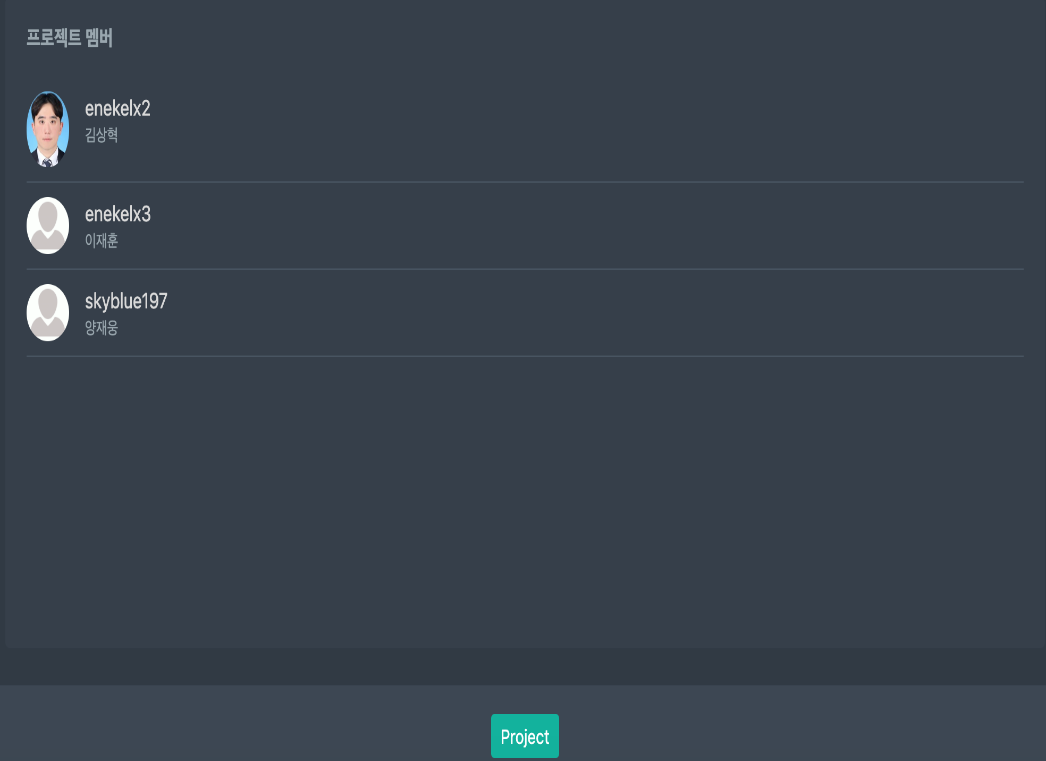 프로젝트 멤버
enekelx2
김상혁
enekelx3
이재훈
skyblue197
양재웅
Project